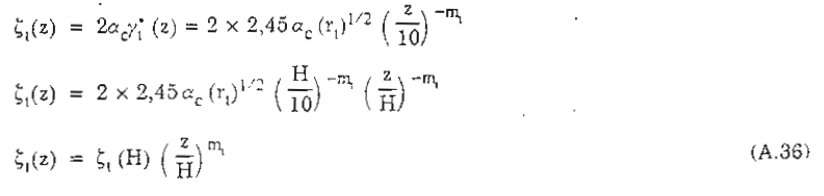 ζ₁(z) = 2α_c γ₁*(z) = 2 × 2,45 α_c (r₁)^{1/2} (z/10)^{-m₁}
ζ₁(z) = 2 × 2,45 α_c (r₁)^{1/2} (H/10)^{-m₁} (z/H)^{-m₁}
ζ₁(z) = ζ₁(H) (z/H)^{m₁} (A.36)